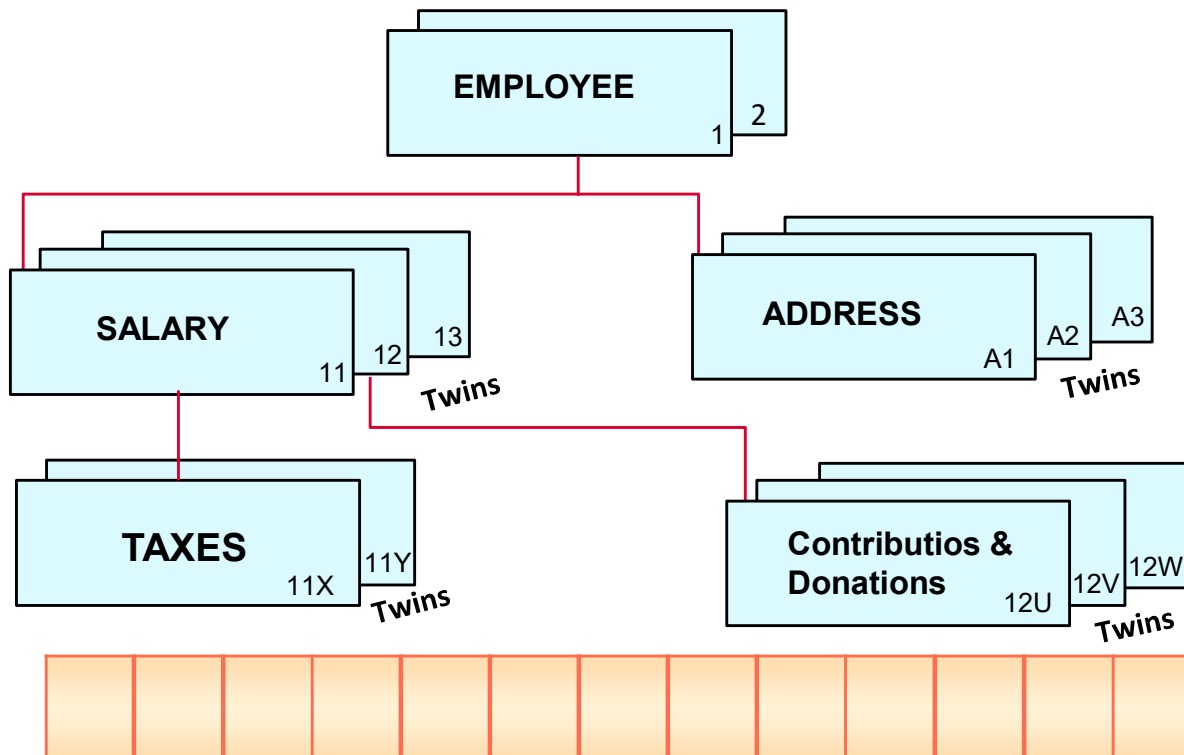 EMPLOYEE
1
2
SALARY
11
12
13
Twins
ADDRESS
A1
A2
A3
Twins
TAXES
11X
11Y
Twins
Contributios &
Donations
12U
12V
12W
Twins